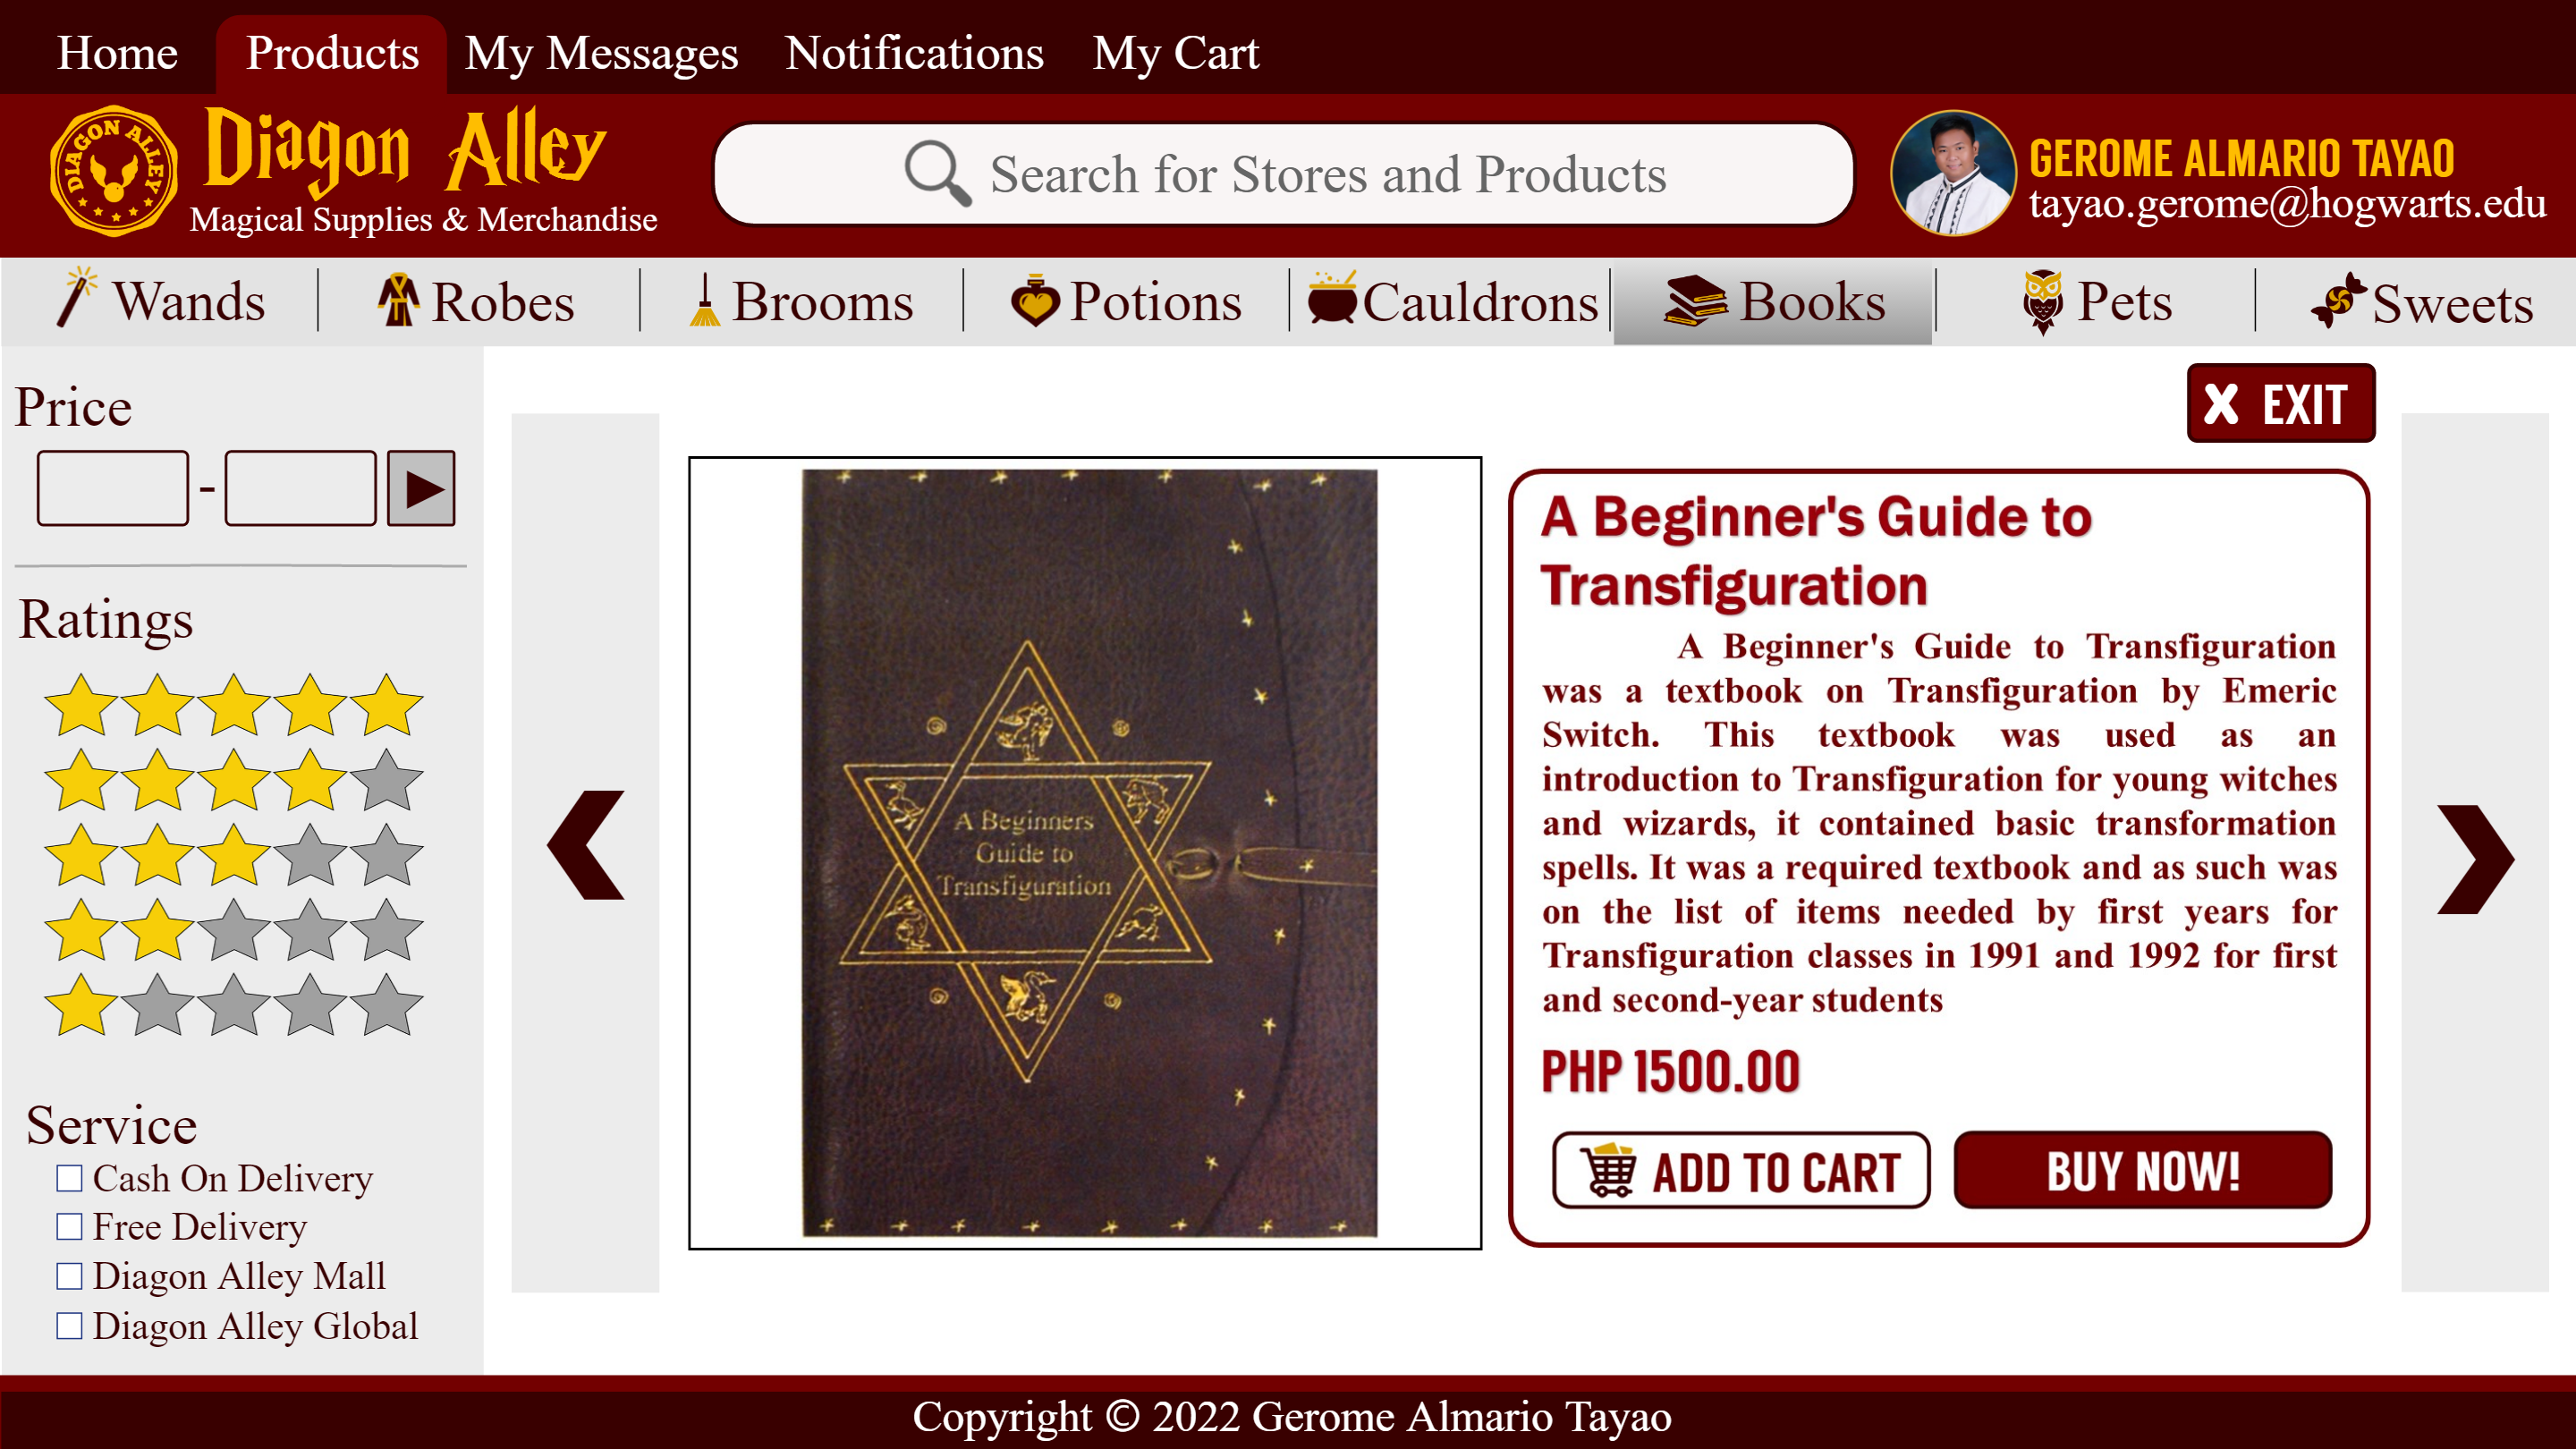 Home Products My Messages Notifications My Cart
DIAGON ALLEY
Diagon Alley
Magical Supplies & Merchandise
Search for Stores and Products
GEROME ALMARIO TAYAO
tayao.gerome@hogwarts.edu
Wands Robes Brooms Potions Cauldrons Books Pets Sweets
Price
-
Ratings
Service
Cash On Delivery
Free Delivery
Diagon Alley Mall
Diagon Alley Global
A Beginners
Guide to
Transfiguration
X EXIT
A Beginner's Guide to
Transfiguration
A Beginner's Guide to Transfiguration
was a textbook on Transfiguration by Emeric
Switch. This textbook was used as an
introduction to Transfiguration for young witches
and wizards, it contained basic transformation
spells. It was a required textbook and as such was
on the list of items needed by first years for
Transfiguration classes in 1991 and 1992 for first
and second-year students
PHP 1500.00
ADD TO CART
BUY NOW!
Copyright © 2022 Gerome Almario Tayao